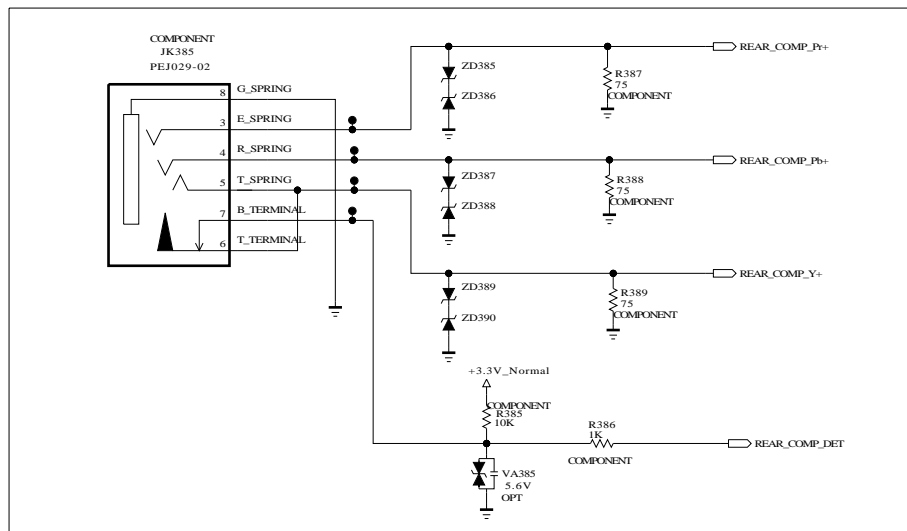 COMPONENT
JK385
PEJ029-02
8 G_SPRING
3 E_SPRING
4 R_SPRING
5 T_SPRING
7 B_TERMINAL
6 T_TERMINAL
ZD385
ZD386
R387
75
COMPONENT
REAR_COMP_Pr+
ZD387
ZD388
R388
75
COMPONENT
REAR_COMP_Pb+
ZD389
ZD390
R389
75
COMPONENT
REAR_COMP_Y+
+3.3V_Normal
COMPONENT
R385
10K
R386
1K
COMPONENT
REAR_COMP_DET
VA385
5.6V
OPT